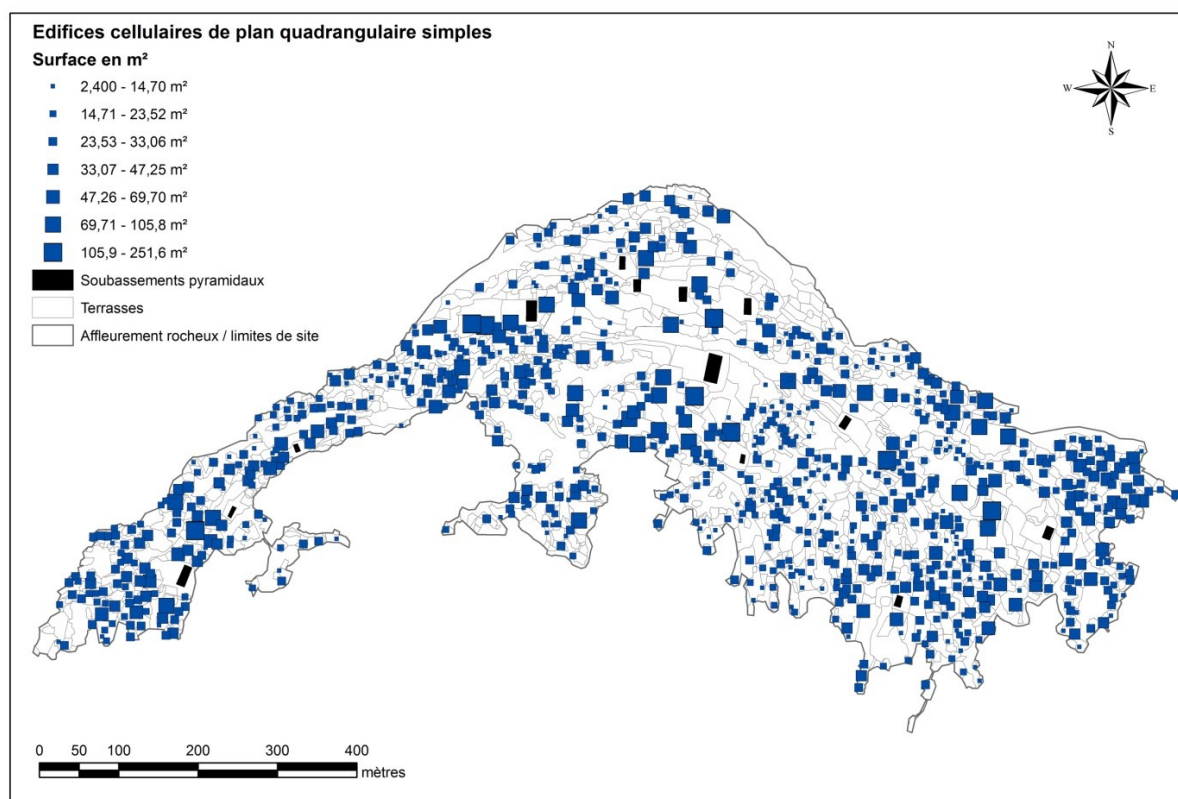 Edifices cellulaires de plan quadrangulaire simples
Surface en m²
2,400 - 14,70 m²
14,71 - 23,52 m²
23,53 - 33,06 m²
33,07 - 47,25 m²
47,26 - 69,70 m²
69,71 - 105,8 m²
105,9 - 251,6 m²
Soubassements pyramidaux
Terrasses
Affleurement rocheux / limites de site
N
W E
S
0 50 100 200 300 400
mètres